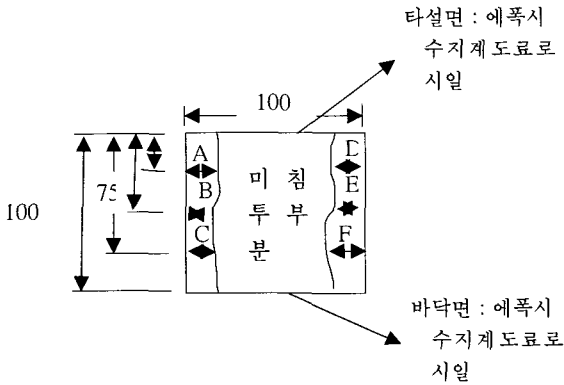 타설면 : 에폭시
수지계도료로
시일
100
A
D
B
미 침
E
75
투 부
100
C
분
F
바닥면 : 에폭시
수지계도료로
시일